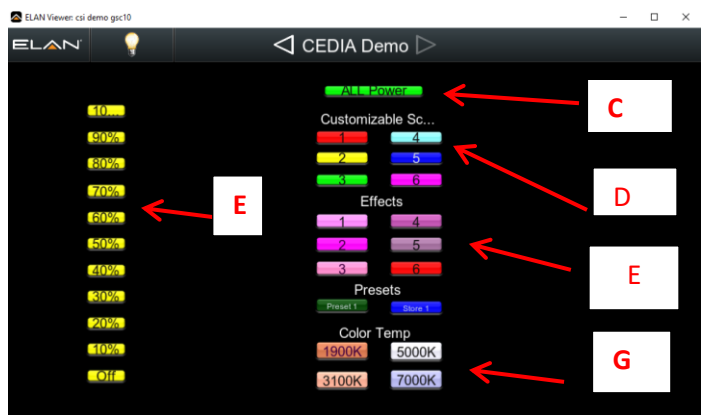 ELAN Viewer: csi demo gsc10
ELAN
CEDIA Demo
ALL Power
C
Customizable Sc...
1 4
2 5
3 6
D
Effects
1 4
2 5
3 6
E
Presets
Preset 1 Store 1
Color Temp
1900K 5000K
3100K 7000K
G
10...
90%
80%
70%
60%
50%
40%
30%
20%
10%
Off
E